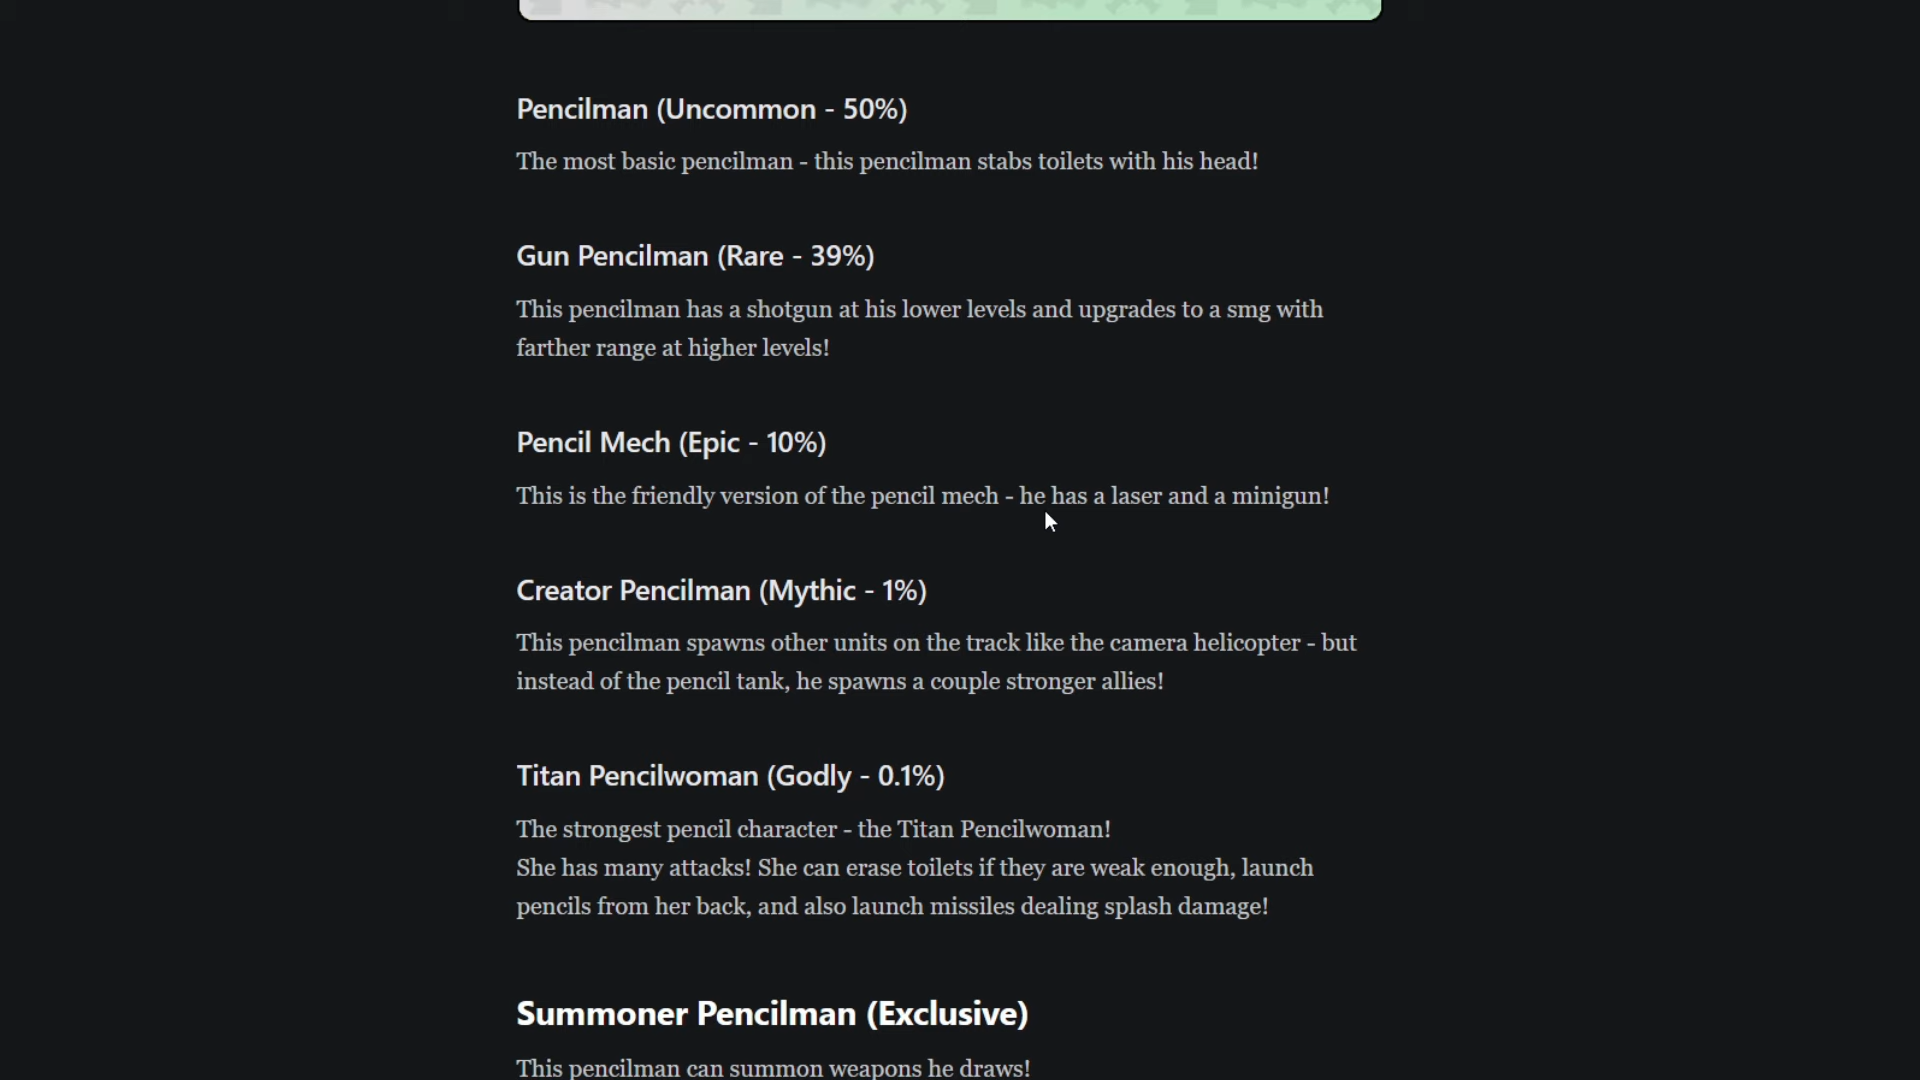 Pencilman (Uncommon - 50%)
The most basic pencilman - this pencilman stabs toilets with his head!
Gun Pencilman (Rare - 39%)
This pencilman has a shotgun at his lower levels and upgrades to a smg with
farther range at higher levels!
Pencil Mech (Epic - 10%)
This is the friendly version of the pencil mech - he has a laser and a minigun!
Creator Pencilman (Mythic - 1%)
This pencilman spawns other units on the track like the camera helicopter - but
instead of the pencil tank, he spawns a couple stronger allies!
Titan Pencilwoman (Godly - 0.1%)
The strongest pencil character - the Titan Pencilwoman!
She has many attacks! She can erase toilets if they are weak enough, launch
pencils from her back, and also launch missiles dealing splash damage!
Summoner Pencilman (Exclusive)
This pencilman can summon weapons he draws!